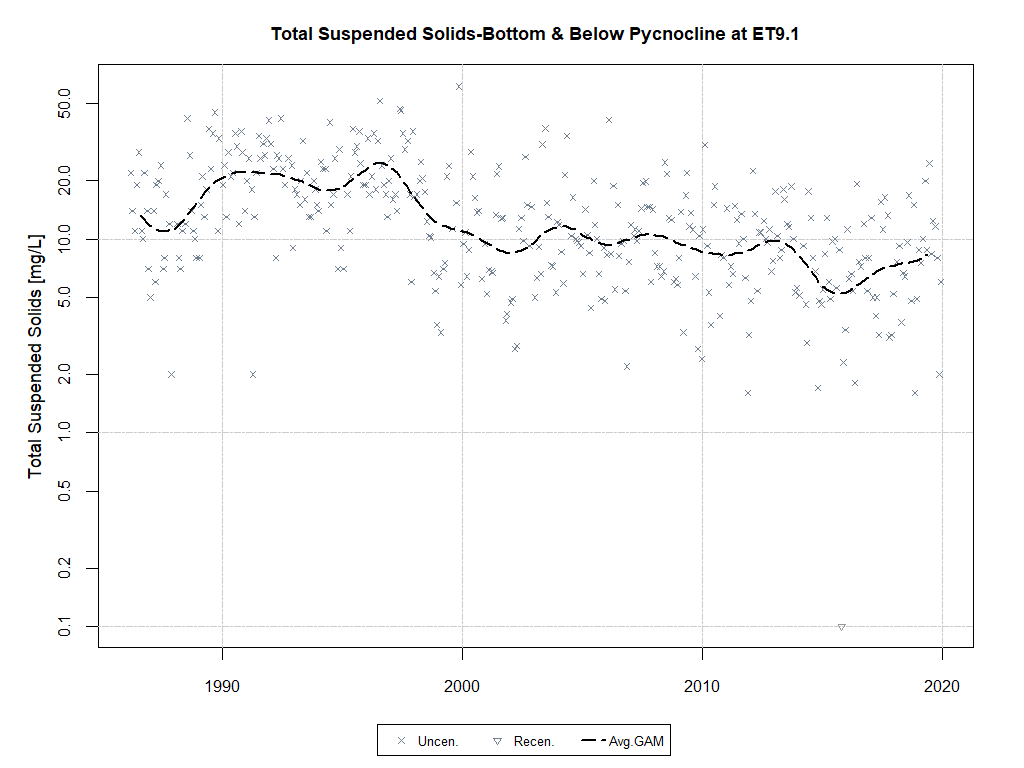 Total Suspended Solids-Bottom & Below Pycnocline at ET9.1
Total Suspended Solids [mg/L]
50.0
20.0
10.0
5.0
2.0
1.0
0.5
0.2
0.1
1990 2000 2010 2020
Uncen. Recen. Avg.GAM